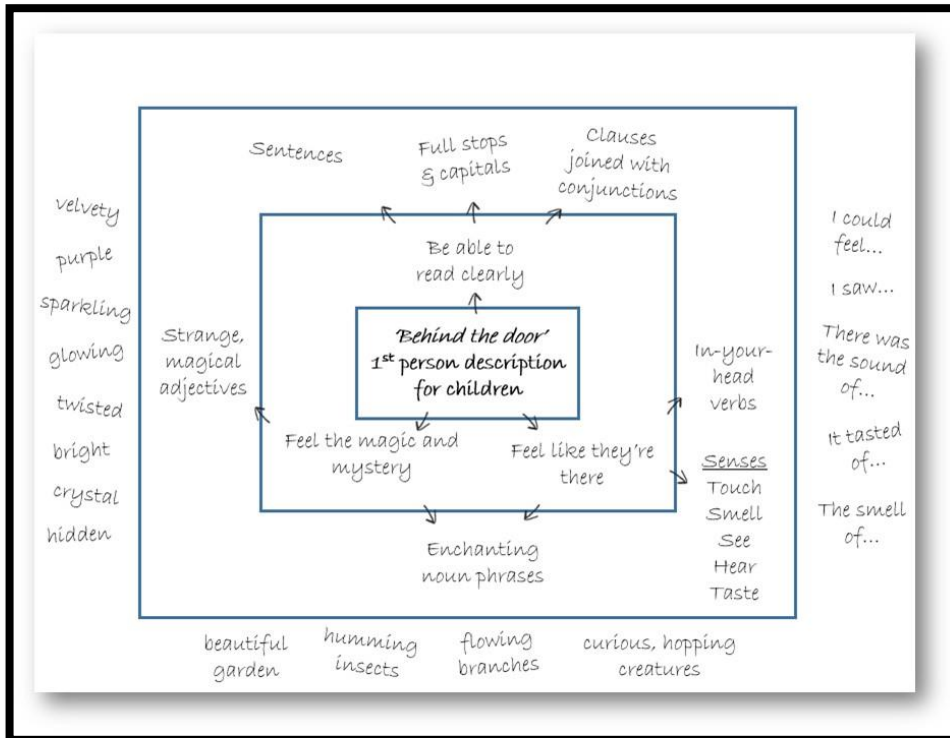 Sentences
Full stops
& capitals
Clauses
joined with
conjunctions
velvety
purple
sparkling
glowing
twisted
bright
crystal
hidden
Be able to
read clearly
Strange,
magical
adjectives
'Behind the door'
1st person description
for children
Feel the magic and
mystery
Feel like they're
there
In-your-
head
verbs
Senses
Touch
Smell
See
Hear
Taste
Enchanting
noun phrases
I could
feel...
I saw...
There was
the sound
of...
It tasted
of...
The smell
of...
beautiful
garden
humming
insects
flowing
branches
curious, hopping
creatures